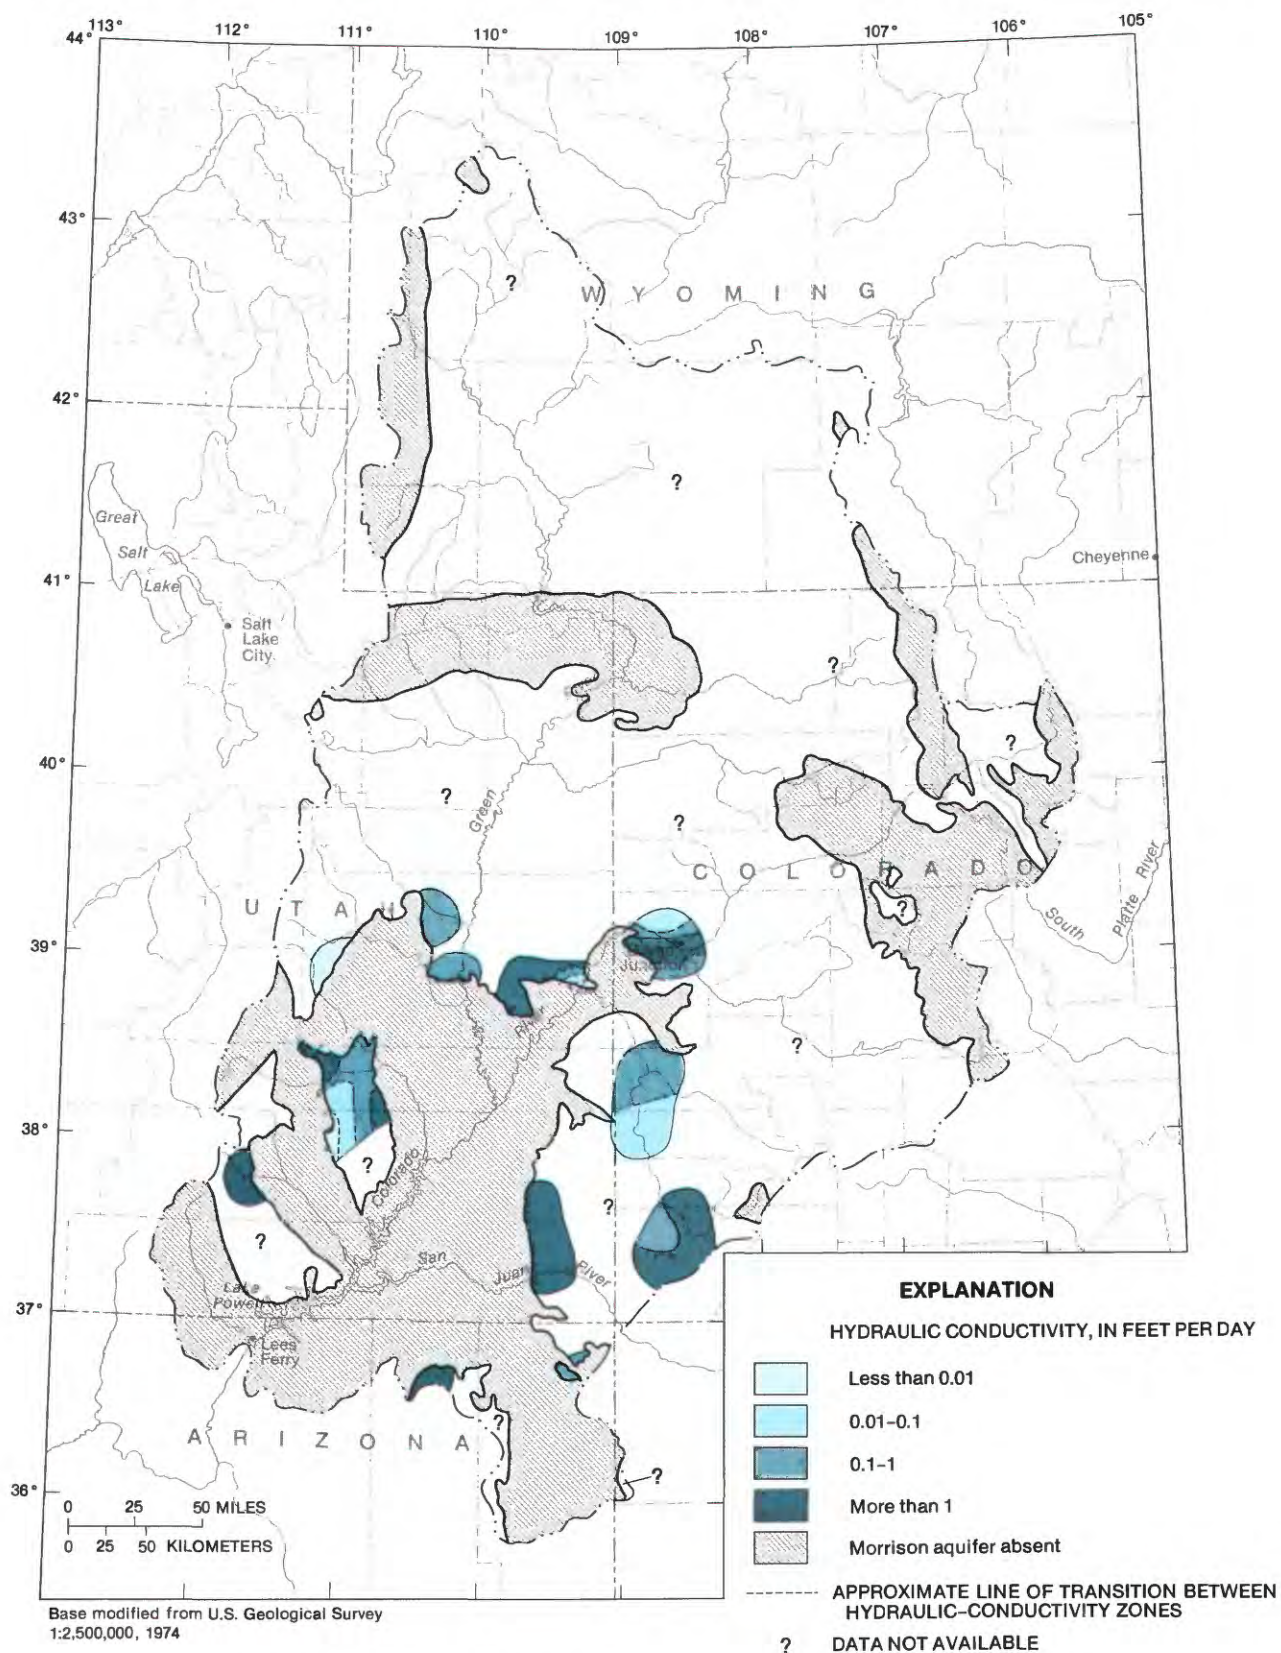 113° 112° 111° 110° 109° 108° 107° 106° 105°
44°
43°
?
W Y O M I N G
42°
?
Great
Salt
Lake
Cheyenne
41°
Salt
Lake
City
?
?
40°
?
Green
?
C O L O R A D O
?
South
Platte River
U T A H
39°
Junction
River
?
38°
?
Colorado
?
?
San
Juan River
Lake
Powell
37°
Lees
Ferry
?
A R I Z O N A
?
36°
0 25 50 MILES
0 25 50 KILOMETERS
EXPLANATION
HYDRAULIC CONDUCTIVITY, IN FEET PER DAY
Less than 0.01
0.01–0.1
0.1–1
More than 1
Morrison aquifer absent
APPROXIMATE LINE OF TRANSITION BETWEEN
HYDRAULIC–CONDUCTIVITY ZONES
? DATA NOT AVAILABLE
Base modified from U.S. Geological Survey
1:2,500,000, 1974